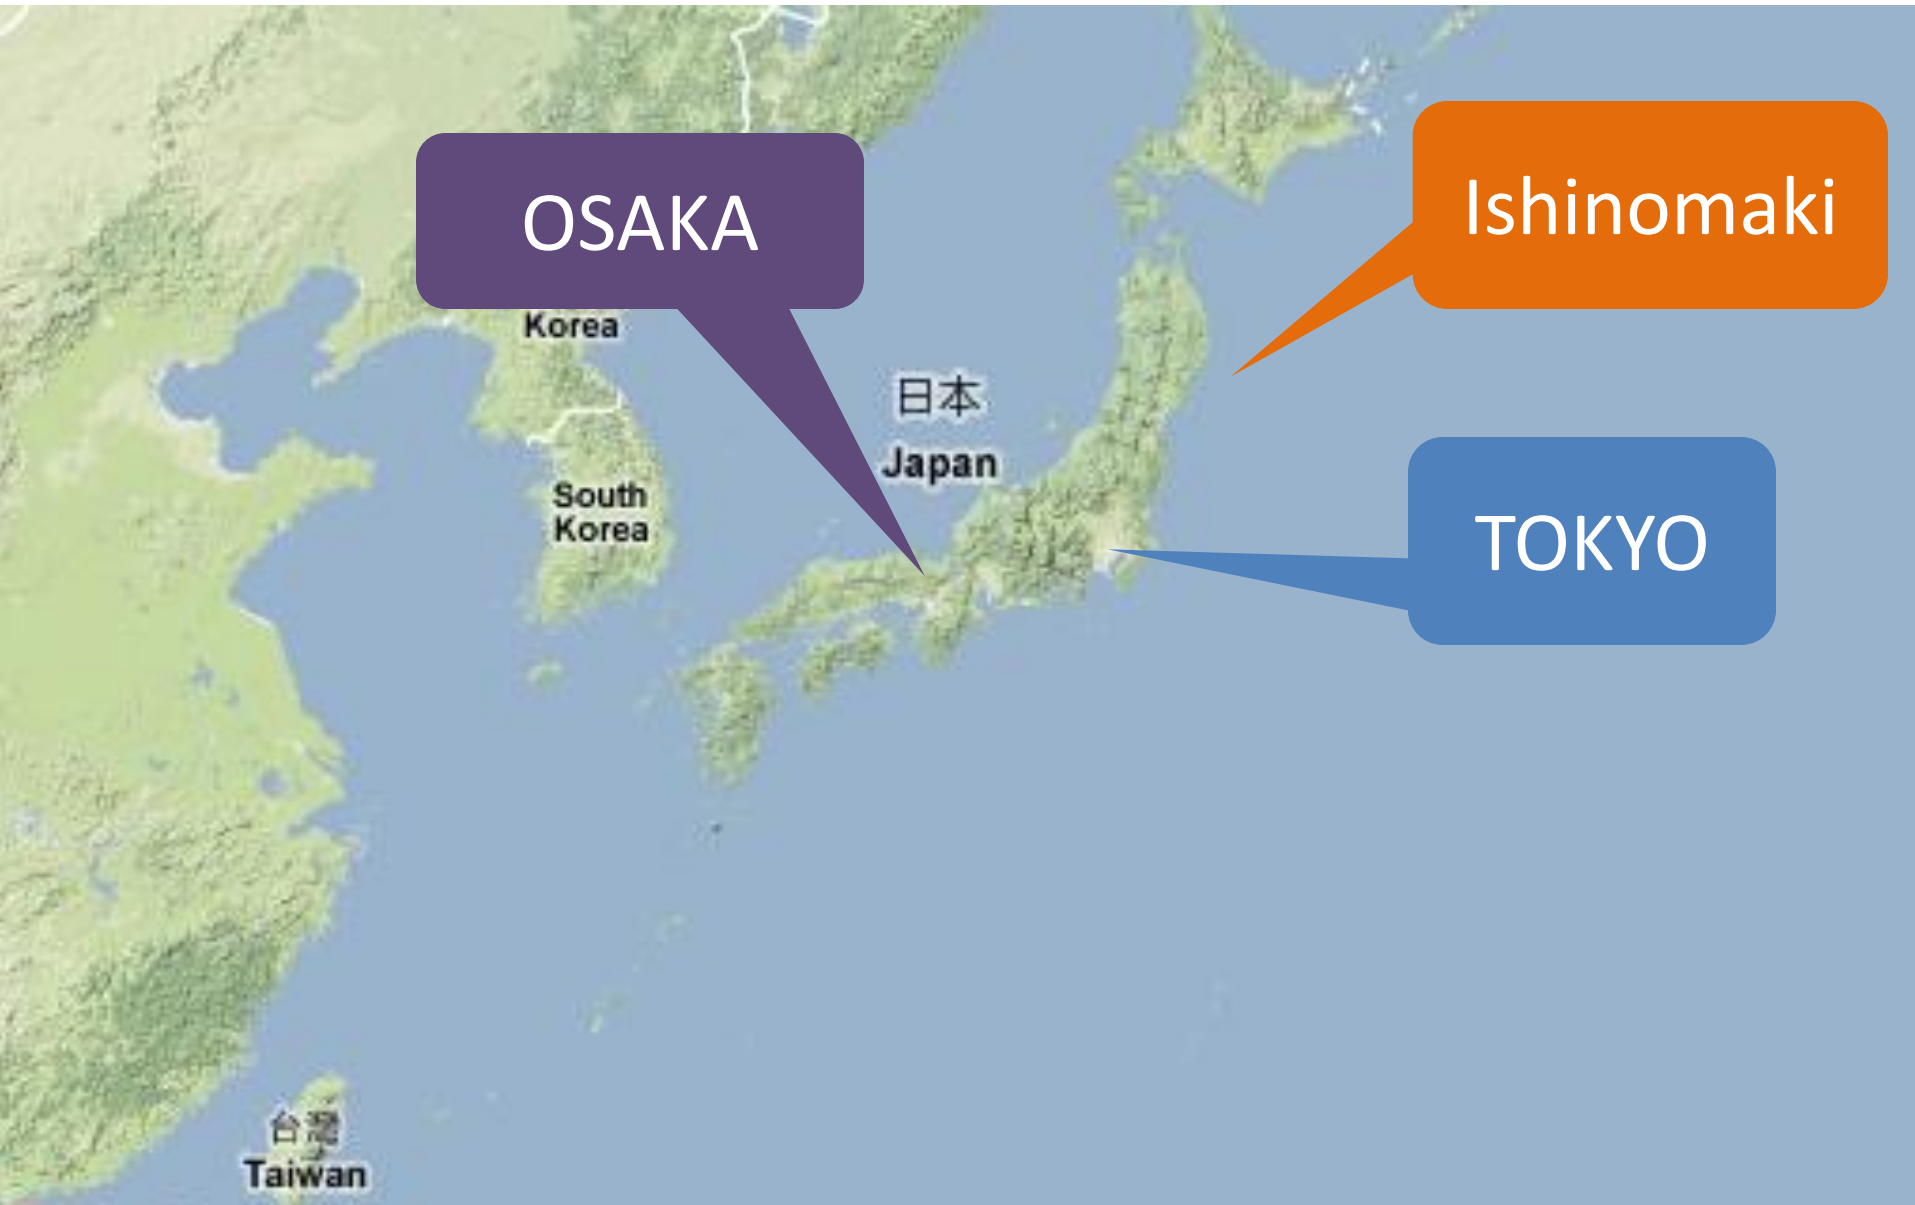 OSAKA
Ishinomaki
Korea
日本
Japan
South
Korea
TOKYO
台灣
Taiwan